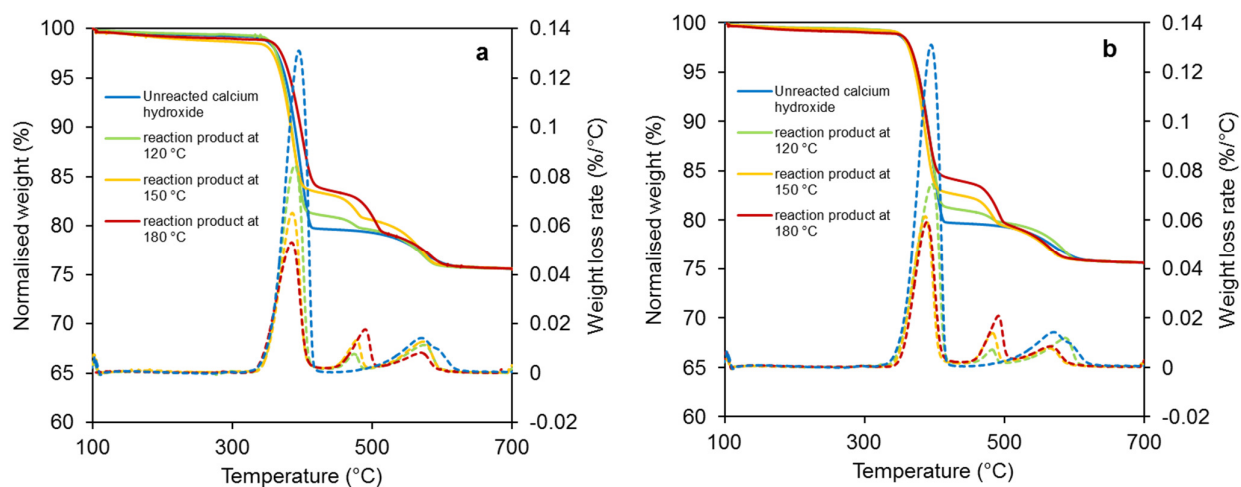 a
Normalised weight (%)
100
95
90
85
80
75
70
65
60
Unreacted calcium
hydroxide
reaction product at
120 °C
reaction product at
150 °C
reaction product at
180 °C
0.14
0.12
0.1
0.08
0.06
0.04
0.02
0
-0.02
Weight loss rate (%/°C)
100
300
500
700
Temperature (°C)
b
Normalised weight (%)
100
95
90
85
80
75
70
65
60
Unreacted calcium
hydroxide
reaction product at
120 °C
reaction product at
150 °C
reaction product at
180 °C
0.14
0.12
0.1
0.08
0.06
0.04
0.02
0
-0.02
Weight loss rate (%/°C)
100
300
500
700
Temperature (°C)